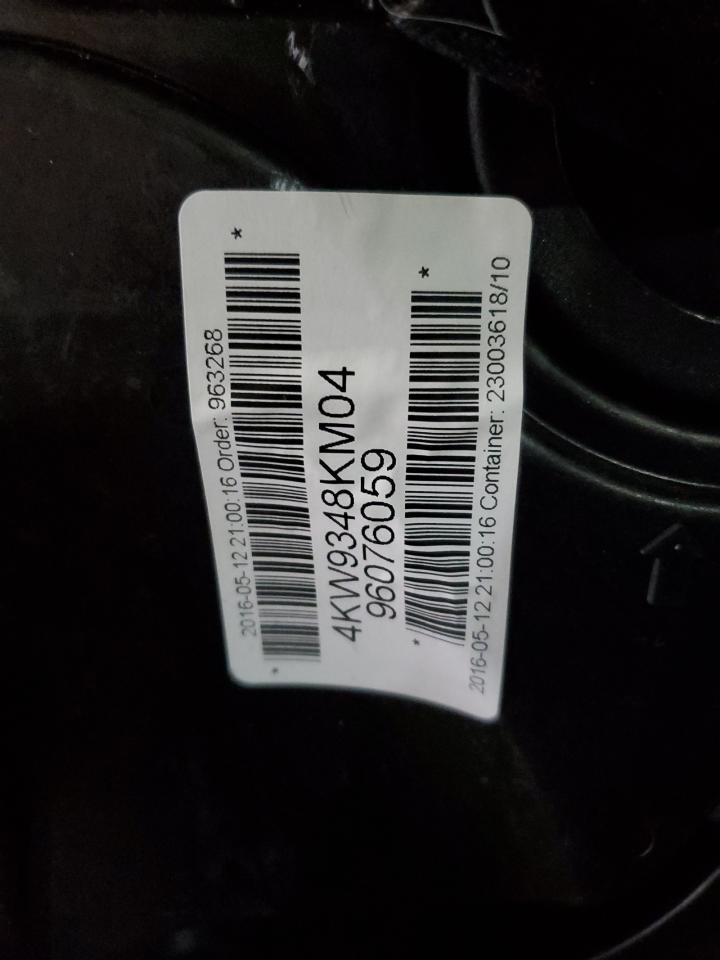 *
*
2016-05-12 21:00:16 Order: 963268
4KW9348KM04
96076059
*
*
2016-05-12 21:00:16 Container: 23003618/10